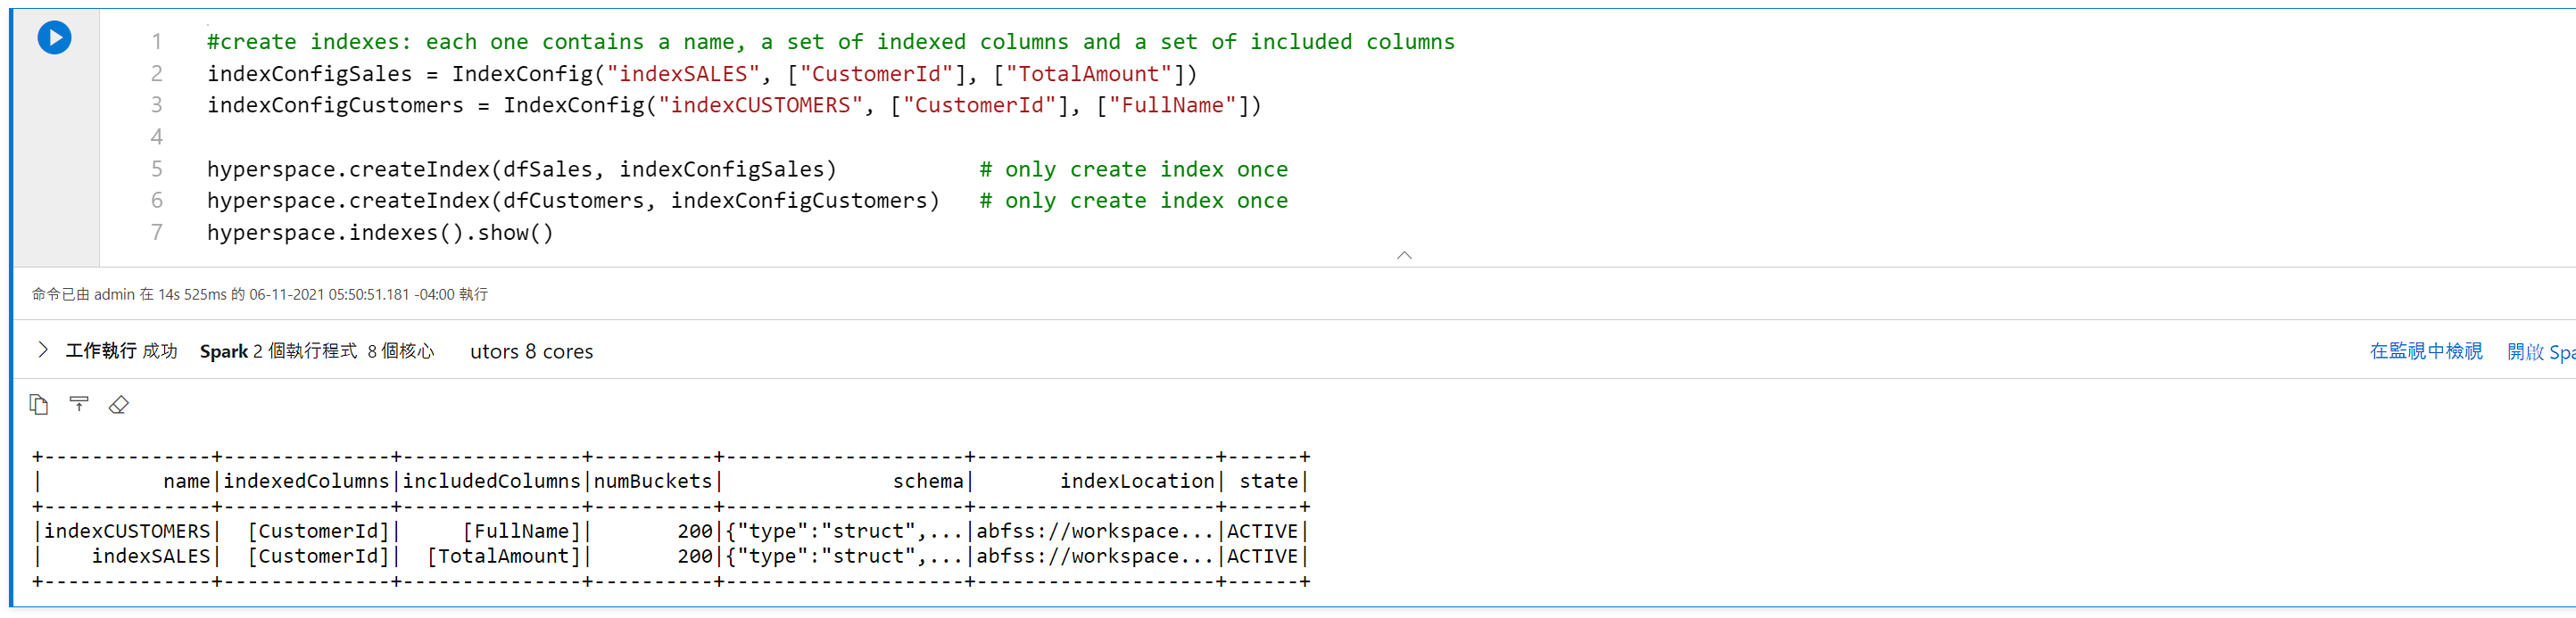 1 #create indexes: each one contains a name, a set of indexed columns and a set of included columns
2 indexConfigSales = IndexConfig("indexSALES", ["CustomerId"], ["TotalAmount"])
3 indexConfigCustomers = IndexConfig("indexCUSTOMERS", ["CustomerId"], ["FullName"])
4
5 hyperspace.createIndex(dfSales, indexConfigSales)           # only create index once
6 hyperspace.createIndex(dfCustomers, indexConfigCustomers)   # only create index once
7 hyperspace.indexes().show()
命令已由 admin 在 14s 525ms 的 06-11-2021 05:50:51.181 -04:00 執行
工作執行 成功 Spark 2 個執行程式 8 個核心 utors 8 cores 在監視中檢視 開啟 Spa
+--------------+--------------+---------------+----------+--------------------+--------------------+------+
|          name|indexedColumns|includedColumns|numBuckets|              schema|       indexLocation| state|
+--------------+--------------+---------------+----------+--------------------+--------------------+------+
|indexCUSTOMERS|  [CustomerId]|     [FullName]|       200|{"type":"struct",...|abfss://workspace...|ACTIVE|
|    indexSALES|  [CustomerId]|  [TotalAmount]|       200|{"type":"struct",...|abfss://workspace...|ACTIVE|
+--------------+--------------+---------------+----------+--------------------+--------------------+------+